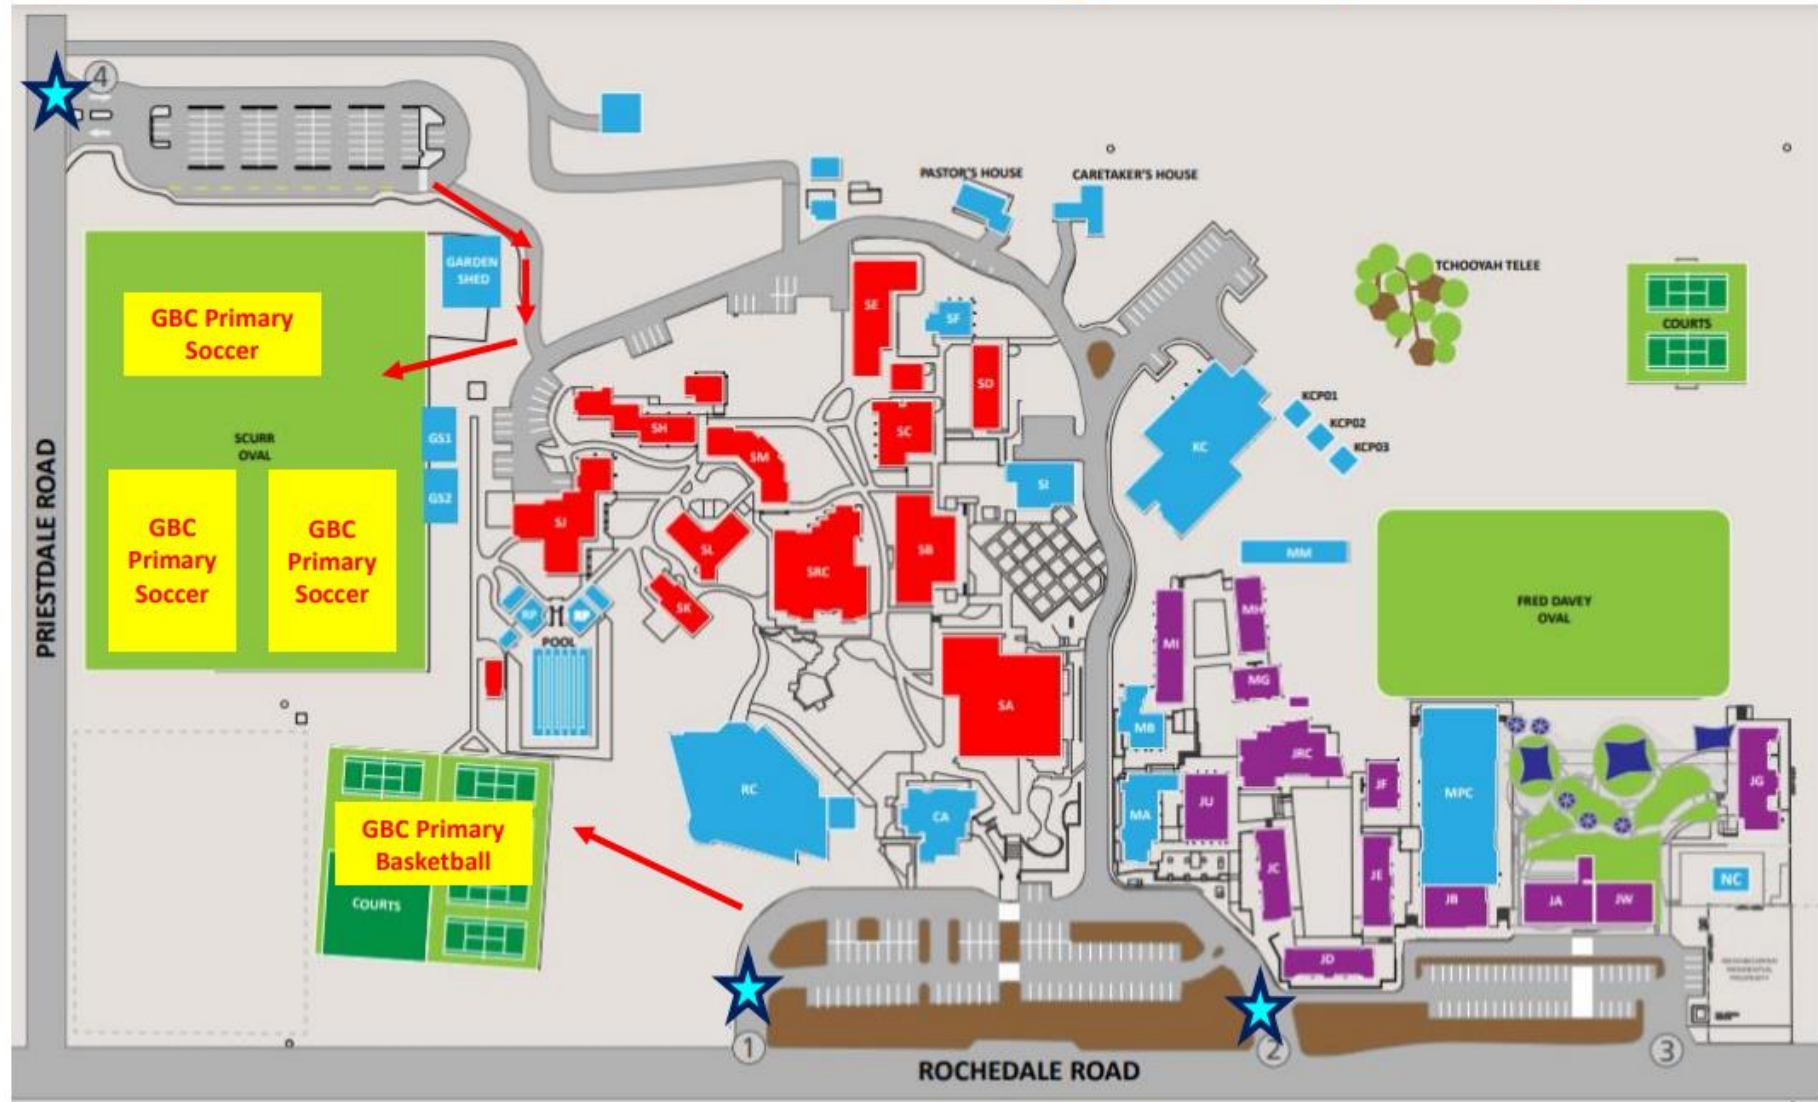 4
PASTOR'S HOUSE
CARETAKER'S HOUSE
GARDEN
SHED
TCHOOYAH TELEE
COURTS
GBC Primary
Soccer
SE
SF
SD
SH
SC
SM
KC
KCP01
KCP02
KCP03
SCURR
OVAL
GS1
GS2
GBC
Primary
Soccer
GBC
Primary
Soccer
PRIESTDALE ROAD
SI
SJ
SL
SRC
SB
SK
MM
MH
MI
MG
FRED DAVEY
OVAL
RP
RP
POOL
SA
MB
JRC
JF
JG
RC
CA
MA
JU
MPC
GBC Primary
Basketball
COURTS
JC
JE
JB
JA
JW
NC
JD
NEIGHBOURING
RESIDENTIAL
PROPERTY
1
2
3
ROCHEDALE ROAD